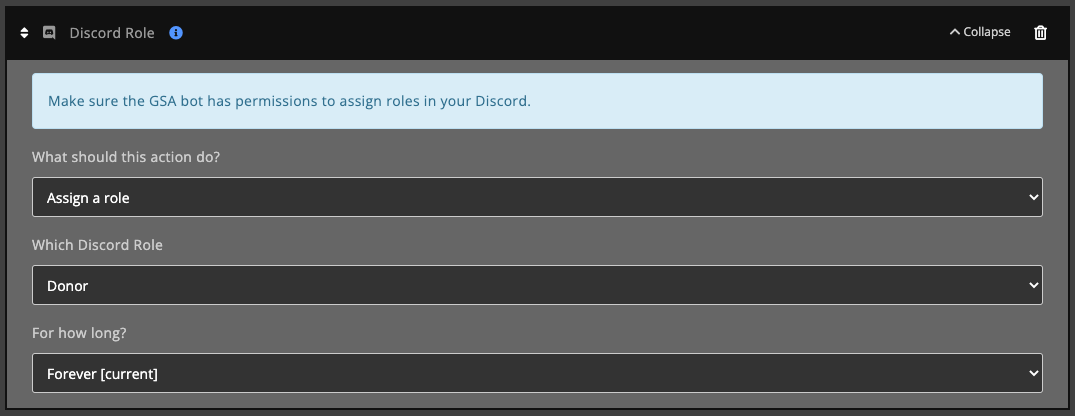 Discord Role
Collapse
Make sure the GSA bot has permissions to assign roles in your Discord.
What should this action do?
Assign a role
Which Discord Role
Donor
For how long?
Forever [current]